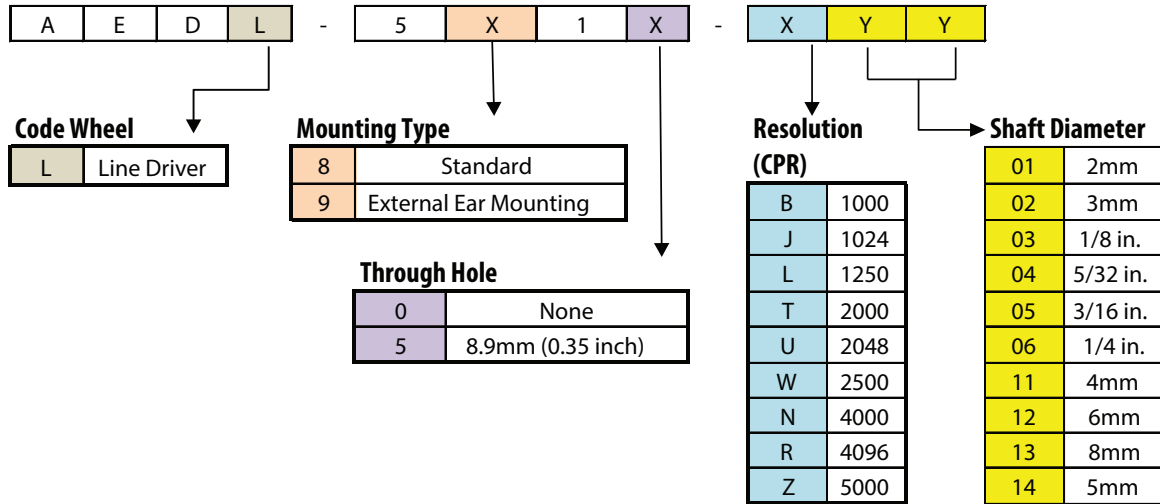 A E D L - 5 X 1 X - X Y Y
Code Wheel
L Line Driver
Mounting Type
8 Standard
9 External Ear Mounting
Through Hole
0 None
5 8.9mm (0.35 inch)
Resolution
(CPR)
B 1000
J 1024
L 1250
T 2000
U 2048
W 2500
N 4000
R 4096
Z 5000
Shaft Diameter
01 2mm
02 3mm
03 1/8 in.
04 5/32 in.
05 3/16 in.
06 1/4 in.
11 4mm
12 6mm
13 8mm
14 5mm